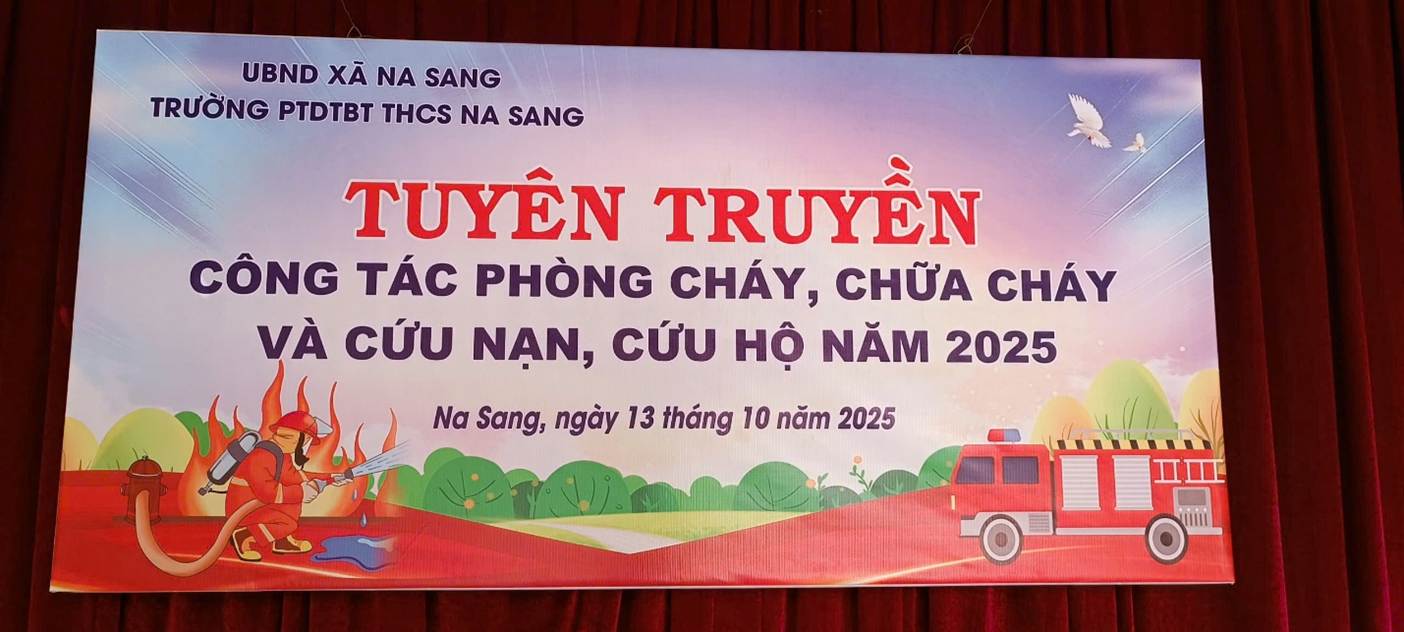 UBND XÃ NA SANG
TRƯỜNG PTDTBT THCS NA SANG
TUYÊN TRUYỀN
CÔNG TÁC PHÒNG CHÁY, CHỮA CHÁY
VÀ CỨU NẠN, CỨU HỘ NĂM 2025
Na Sang, ngày 13 tháng 10 năm 2025